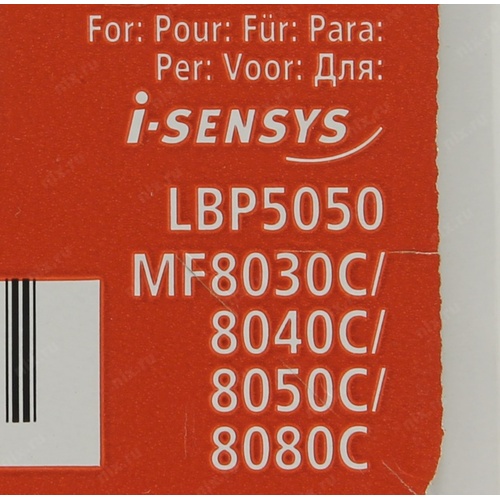 For: Pour: Für: Para:
Per: Voor: Для:
i-SENSYS
LBP5050
MF8030C/
8040C/
8050C/
8080C